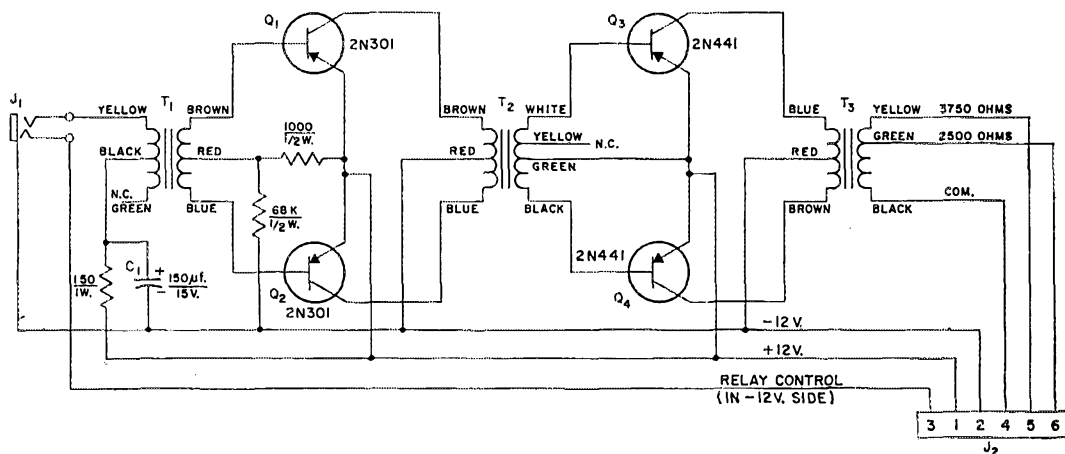 Q1
2N301
Q3
2N441
J1
YELLOW
T1
BROWN
BROWN
T2
WHITE
BLUE
T3
YELLOW
3750 OHMS
1000
1/2 W.
YELLOW
N.C.
GREEN
2500 OHMS
BLACK
RED
RED
GREEN
RED
N.C.
GREEN
BLUE
68 K
1/2 W.
BLUE
BLACK
BROWN
COM.
BLACK
2N441
150
1W.
C1
+
150 µf.
-
15 V.
Q2
2N301
Q4
-12 V.
+12 V.
RELAY CONTROL
(IN -12V. SIDE)
3 1 2 4 5 6
J2